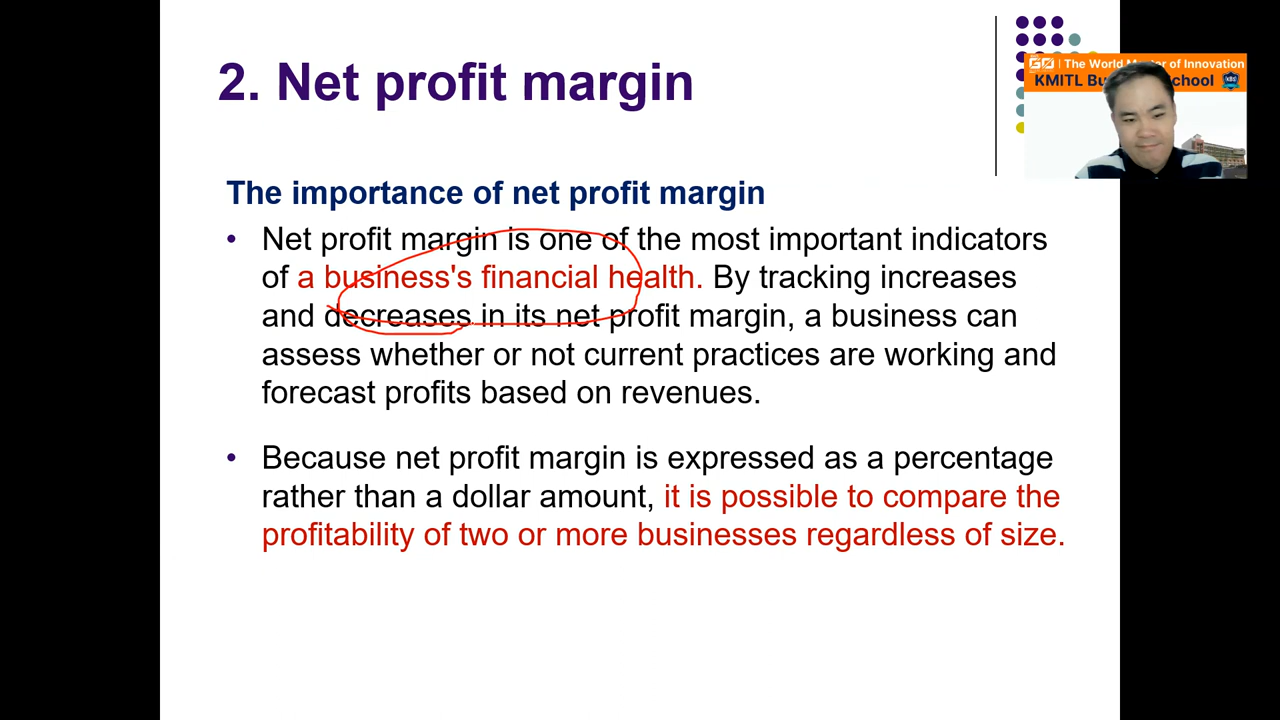 2. Net profit margin
The World Master of Innovation
KMITL Business School
The importance of net profit margin
• Net profit margin is one of the most important indicators
of a business's financial health. By tracking increases
and decreases in its net profit margin, a business can
assess whether or not current practices are working and
forecast profits based on revenues.
• Because net profit margin is expressed as a percentage
rather than a dollar amount, it is possible to compare the
profitability of two or more businesses regardless of size.